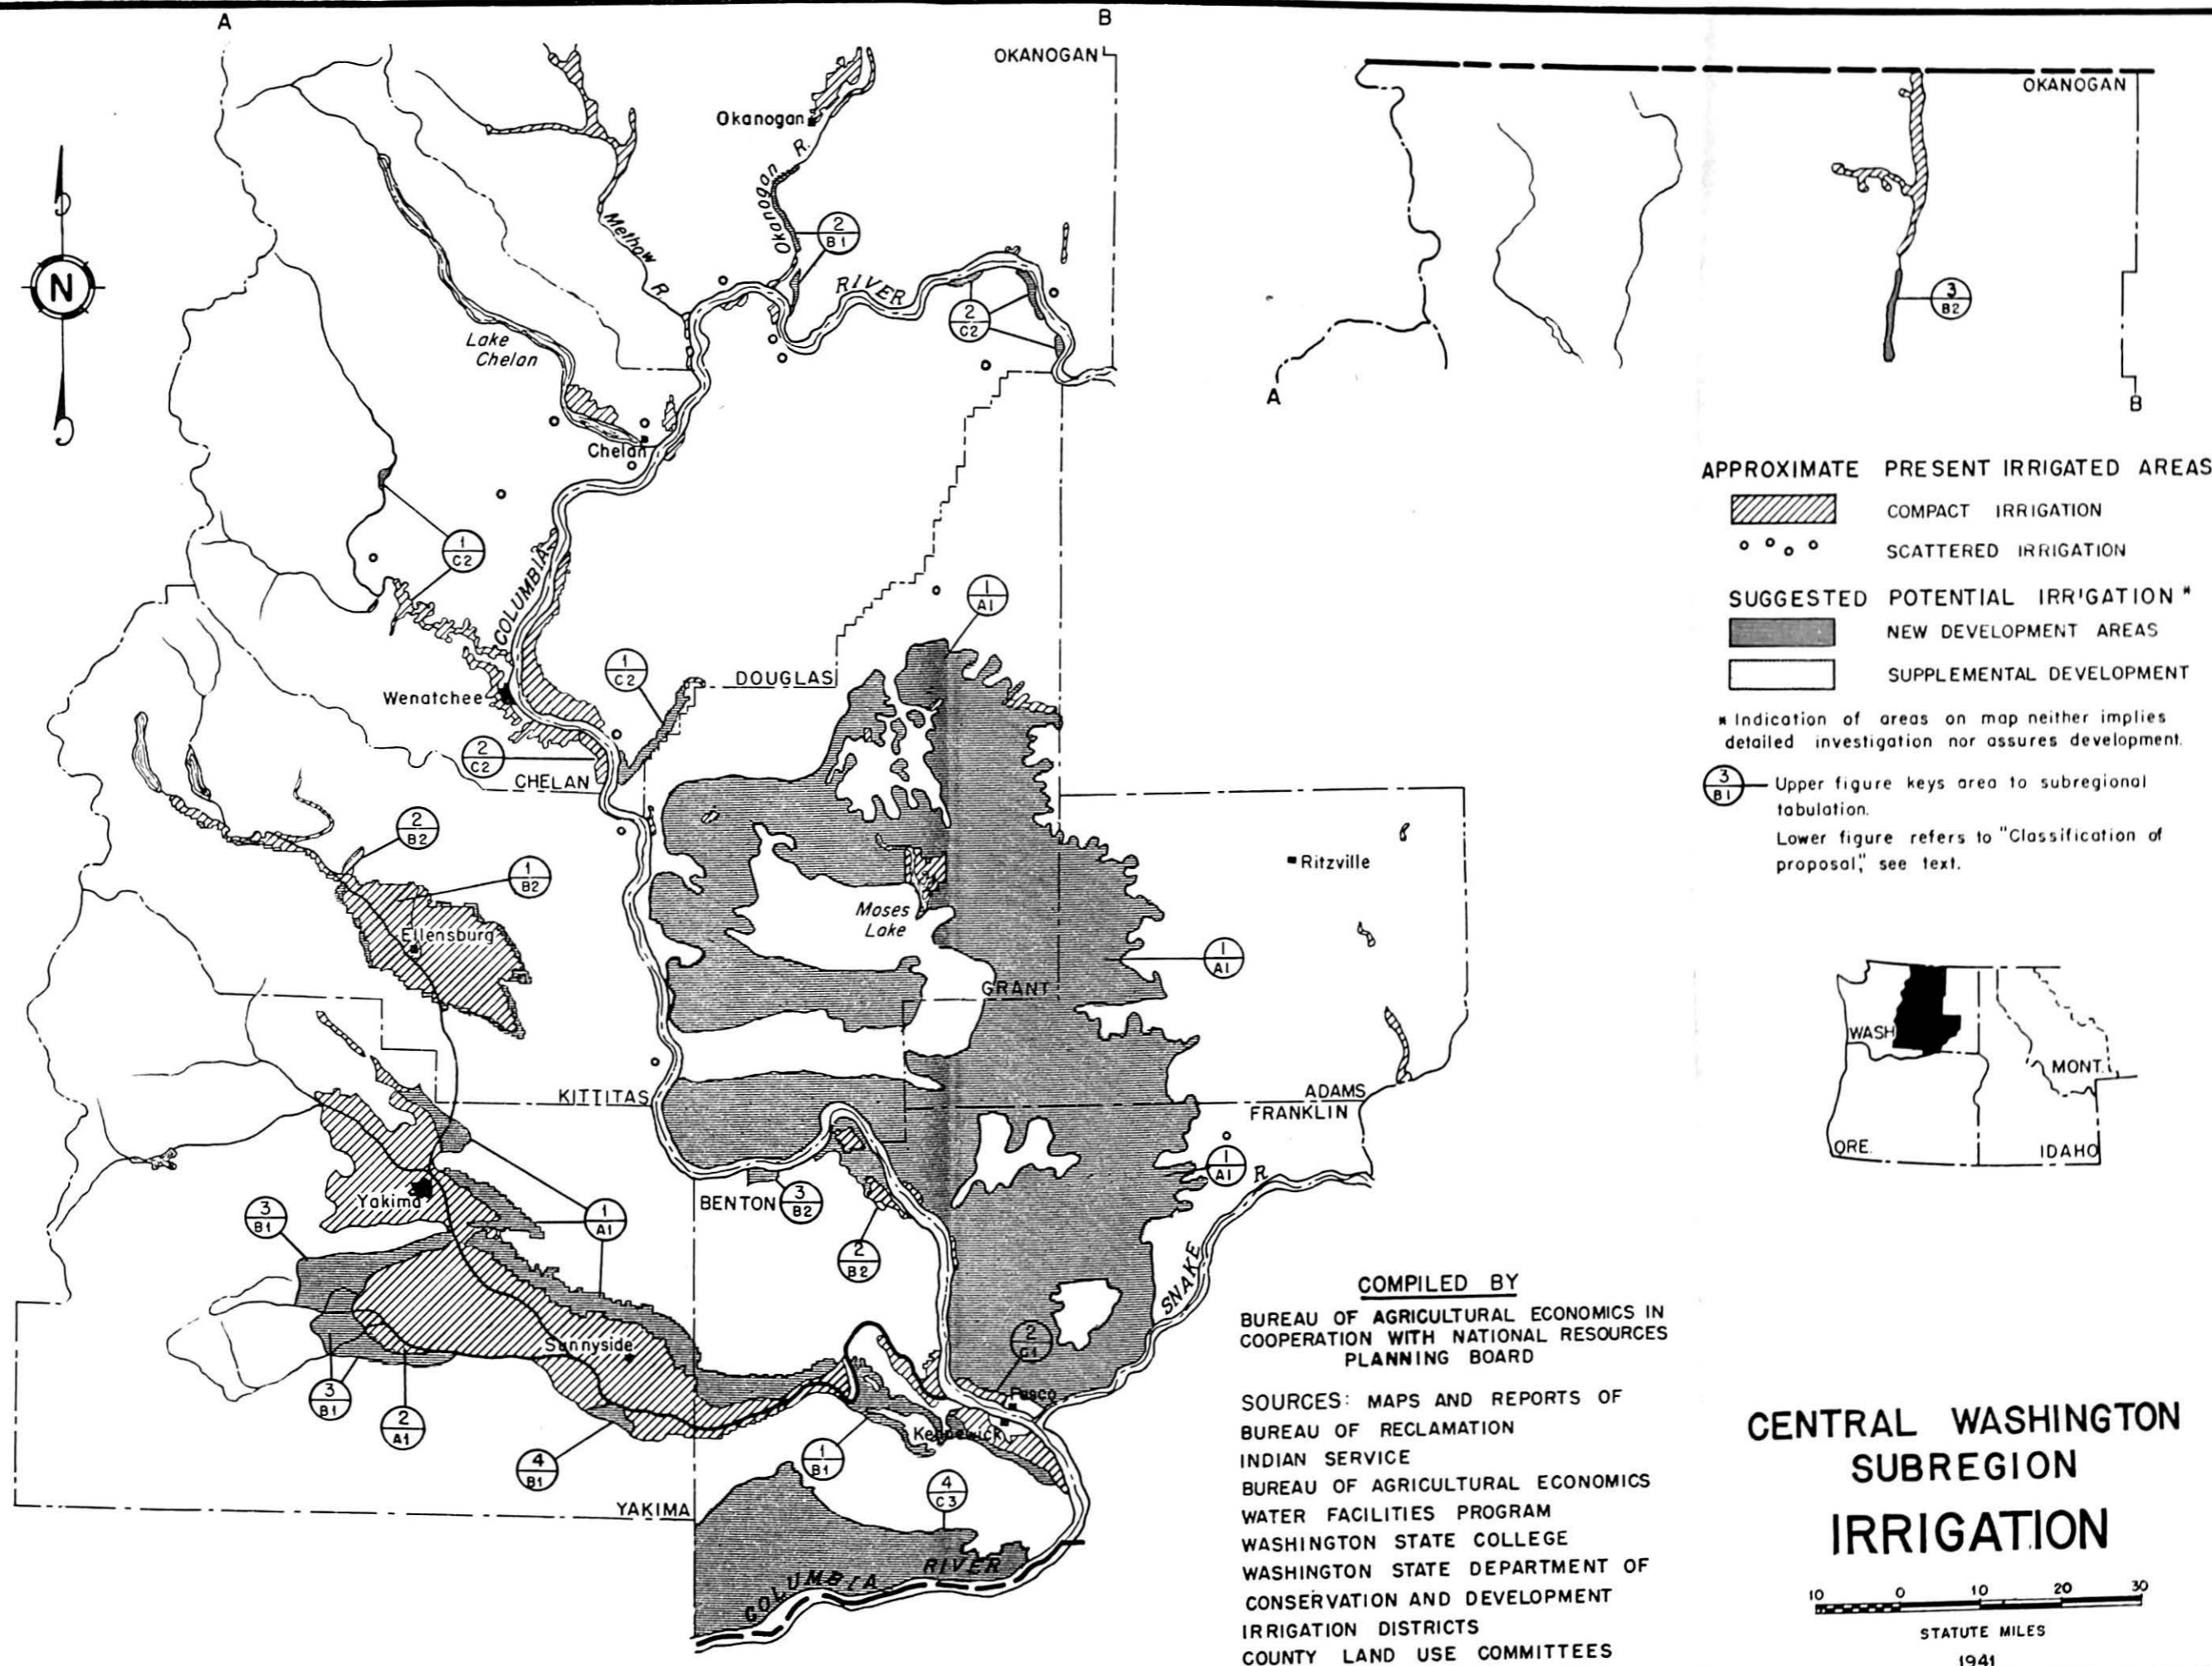 A
B
OKANOGAN
Okanogan
Okanogan R.
Methow R.
2
B1
RIVER
2
C2
Lake
Chelan
Chelan
1
C2
COLUMBIA
1
A1
1
C2
DOUGLAS
Wenatchee
2
C2
CHELAN
2
B2
1
B2
Ellensburg
Moses
Lake
Ritzville
1
A1
GRANT
KITTITAS
ADAMS
FRANKLIN
1
A1
R
SNAKE
Yakima
BENTON
3
B2
3
B1
1
A1
2
B2
Sunnyside
2
C1
Pasco
Kennewick
3
B1
2
A1
4
B1
1
B1
4
C3
YAKIMA
COLUMBIA RIVER
OKANOGAN
3
B2
A
B
APPROXIMATE PRESENT IRRIGATED AREAS
COMPACT IRRIGATION
SCATTERED IRRIGATION
SUGGESTED POTENTIAL IRRIGATION *
NEW DEVELOPMENT AREAS
SUPPLEMENTAL DEVELOPMENT
* Indication of areas on map neither implies
detailed investigation nor assures development.
3
B1
Upper figure keys area to subregional
tabulation.
Lower figure refers to "Classification of
proposal," see text.
WASH
MONT.
ORE.
IDAHO
N
COMPILED BY
BUREAU OF AGRICULTURAL ECONOMICS IN
COOPERATION WITH NATIONAL RESOURCES
PLANNING BOARD
SOURCES: MAPS AND REPORTS OF
BUREAU OF RECLAMATION
INDIAN SERVICE
BUREAU OF AGRICULTURAL ECONOMICS
WATER FACILITIES PROGRAM
WASHINGTON STATE COLLEGE
WASHINGTON STATE DEPARTMENT OF
CONSERVATION AND DEVELOPMENT
IRRIGATION DISTRICTS
COUNTY LAND USE COMMITTEES
CENTRAL WASHINGTON
SUBREGION
IRRIGATION
10 0 10 20 30
STATUTE MILES
1941